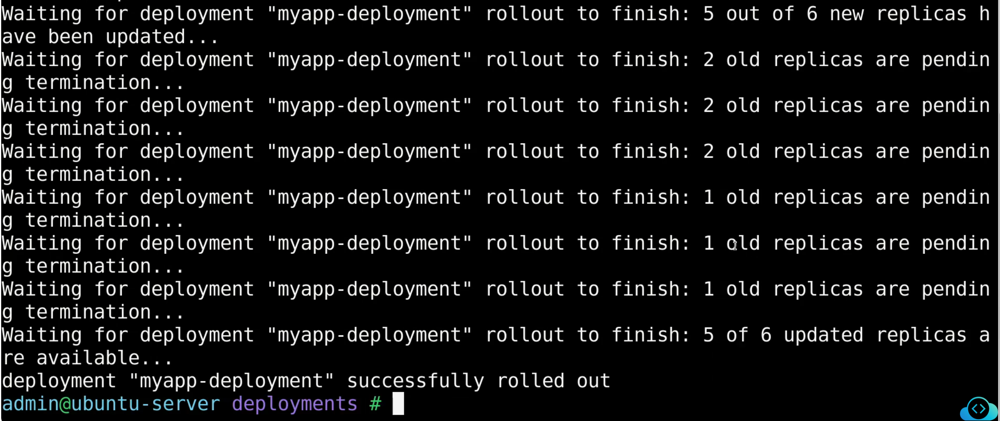 Waiting for deployment "myapp-deployment" rollout to finish: 5 out of 6 new replicas h
ave been updated...
Waiting for deployment "myapp-deployment" rollout to finish: 2 old replicas are pendin
g termination...
Waiting for deployment "myapp-deployment" rollout to finish: 2 old replicas are pendin
g termination...
Waiting for deployment "myapp-deployment" rollout to finish: 2 old replicas are pendin
g termination...
Waiting for deployment "myapp-deployment" rollout to finish: 1 old replicas are pendin
g termination...
Waiting for deployment "myapp-deployment" rollout to finish: 1 old replicas are pendin
g termination...
Waiting for deployment "myapp-deployment" rollout to finish: 1 old replicas are pendin
g termination...
Waiting for deployment "myapp-deployment" rollout to finish: 5 of 6 updated replicas a
re available...
deployment "myapp-deployment" successfully rolled out
admin@ubuntu-server deployments #